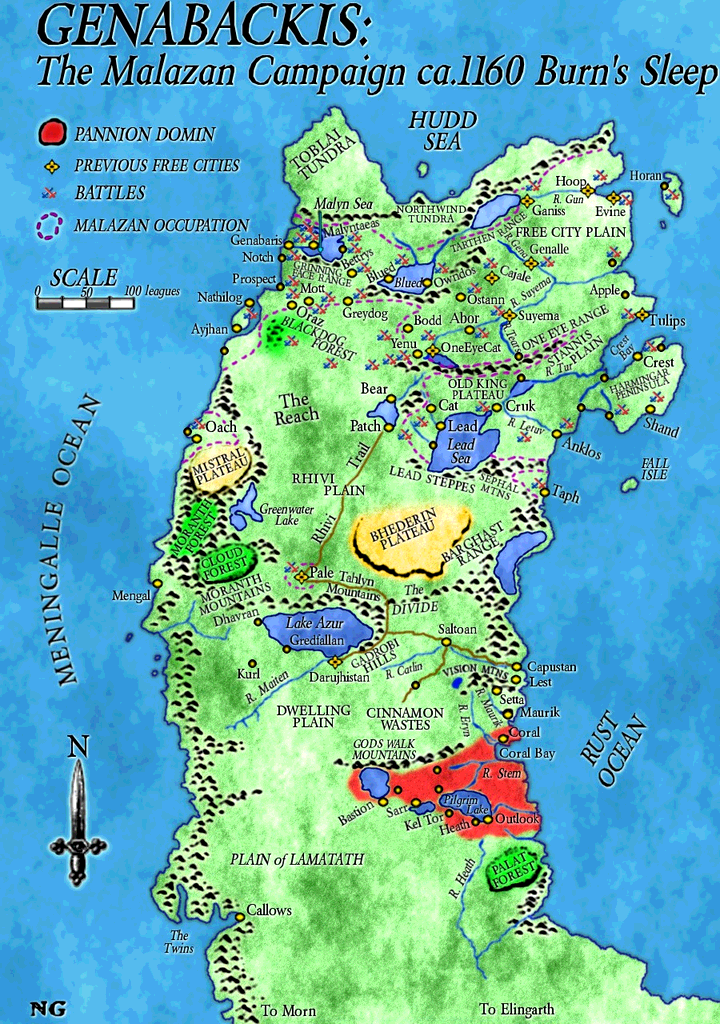 GENABACKIS:
The Malazan Campaign ca.1160 Burn's Sleep
PANNION DOMIN
PREVIOUS FREE CITIES
BATTLES
MALAZAN OCCUPATION
SCALE
0 50 100 leagues
HUDD
SEA
TOBLAI
TUNDRA
Malyn Sea
NORTHWIND
TUNDRA
Hoop
Horan
R. Gun
Ganiss
Evine
Malyntaeas
TARTHEN RANGE
FREE CITY PLAIN
Genabaris
Notch
Bettrys
Genalle
GRINNING
Blued
Blued
Owndos
Cajale
Prospect
Mott
Apple
Nathilog
Oraz
Greydog
Ostann
R. Suyema
Suyema
Tulips
Ayjhan
BLACKDOG
FOREST
Bodd
Abor
Yenu
OneEyeCat
ONE EYE RANGE
STANNIS
PLAIN
R. Tur
Crest
Bay
Crest
Bear
OLD KING
PLATEAU
HARMINGAR
PENINSULA
The
Reach
Cat
Cruk
Patch
Lead
R. Letuv
Shand
Oach
Lead
Sea
Anklos
Trail
MISTRAL
PLATEAU
LEAD STEPPES
SEPHAL
MTNS
FALL
ISLE
RHIVI
PLAIN
Taph
MENINGALLE OCEAN
Greenwater
Lake
Rhivi
BHEDERIN
PLATEAU
MORANTH
FOREST
BARGHAST
RANGE
CLOUD
FOREST
Pale
Tahlyn
Mountains
The
DIVIDE
MORANTH
MOUNTAINS
Mengal
Dhavran
Lake Azur
Gredfallan
Saltoan
GADROBI
HILLS
Kurl
Darujhistan
R. Catlin
VISION MTNS
Capustan
Lest
R. Maiten
Setta
DWELLING
PLAIN
CINNAMON
WASTES
R. Eryn
R. Maurik
Maurik
Coral
RUST
OCEAN
GODS WALK
MOUNTAINS
Coral Bay
N
R. Stem
Bastion
Sarr
Pilgrim
Lake
Kel Tor
Heath
Outlook
PLAIN of LAMATATH
R. Heath
PALAT
FOREST
Callows
The
Twins
NG
To Morn
To Elingarth